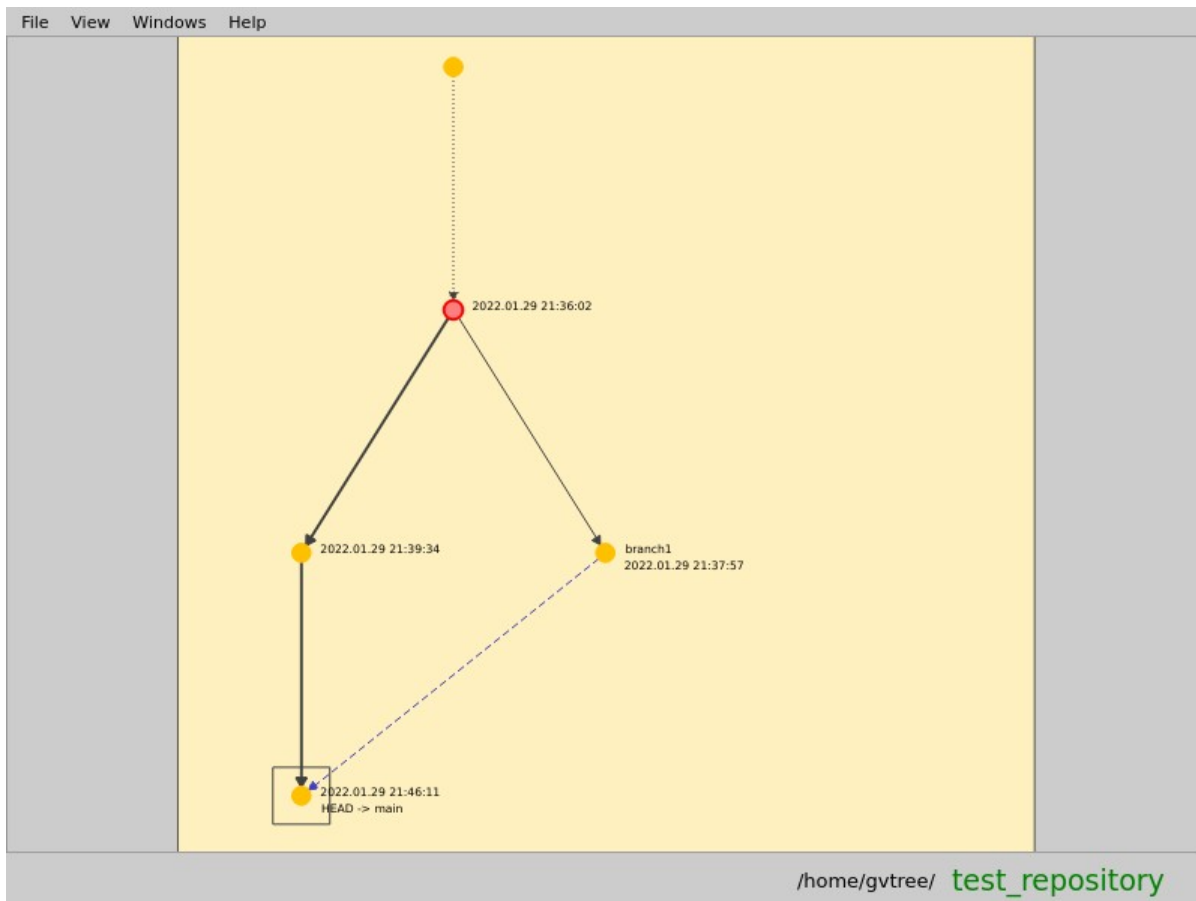 File View Windows Help
2022.01.29 21:36:02
2022.01.29 21:39:34
branch1
2022.01.29 21:37:57
2022.01.29 21:46:11
HEAD -> main
/home/gvtree/ test_repository